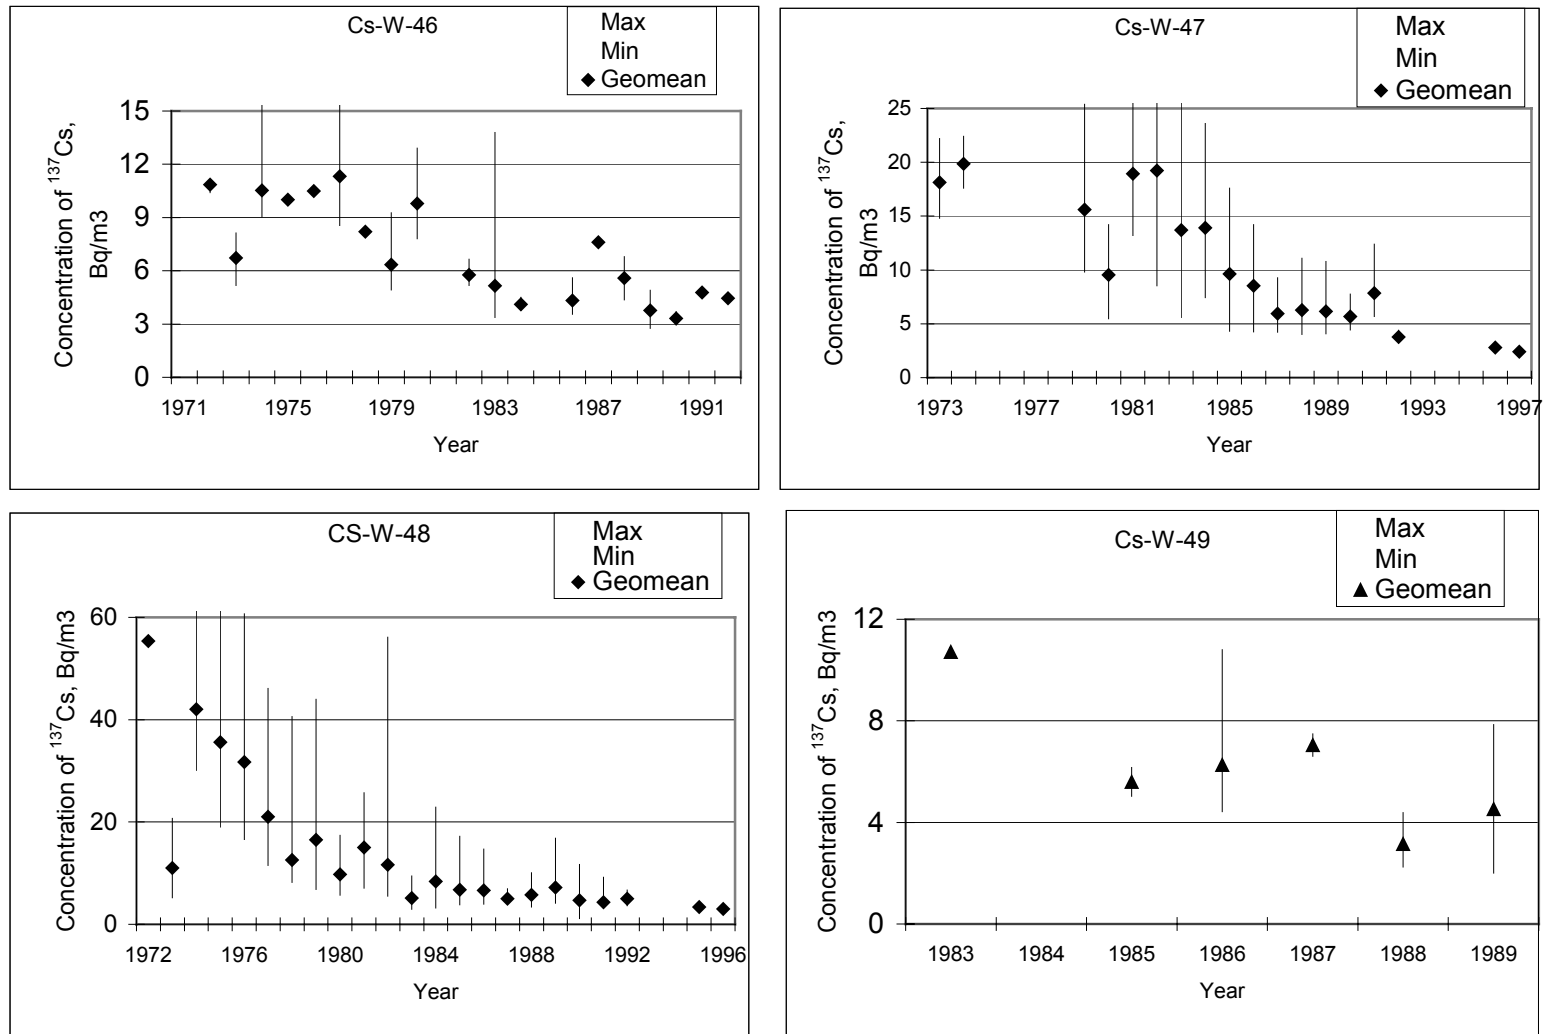 Cs-W-46
Max
Min
Geomean
Concentration of ¹³⁷Cs,
Bq/m3
15
12
9
6
3
0
1971 1975 1979 1983 1987 1991
Year
Cs-W-47
Max
Min
Geomean
Concentration of ¹³⁷Cs,
Bq/m3
25
20
15
10
5
0
1973 1977 1981 1985 1989 1993 1997
Year
CS-W-48
Max
Min
Geomean
Concentration of ¹³⁷Cs, Bq/m3
60
40
20
0
1972 1976 1980 1984 1988 1992 1996
Year
Cs-W-49
Max
Min
Geomean
Concentration of ¹³⁷Cs, Bq/m3
12
8
4
0
1983 1984 1985 1986 1987 1988 1989
Year